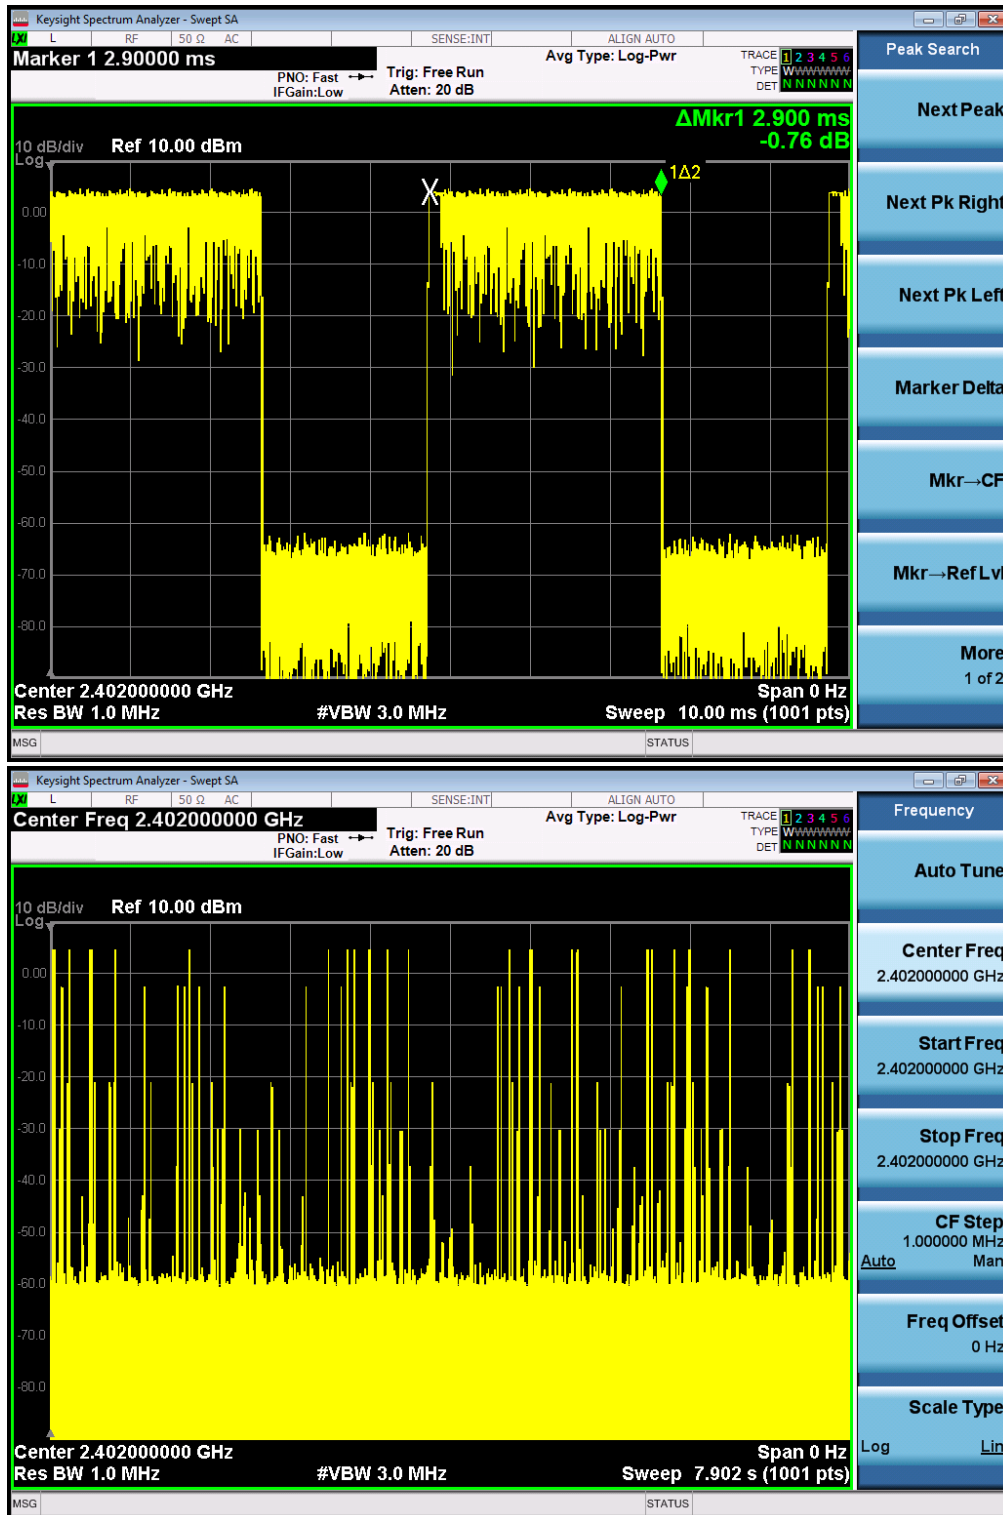 Keysight Spectrum Analyzer - Swept SA
LXI L RF 50 Ω AC SENSE:INT ALIGN AUTO
Marker 1 2.90000 ms
PNO: Fast
IFGain:Low
Trig: Free Run
Atten: 20 dB
Avg Type: Log-Pwr
TRACE 1 2 3 4 5 6
TYPE W
DET N N N N N N
ΔMkr1 2.900 ms
-0.76 dB
10 dB/div
Log
Ref 10.00 dBm
X
1Δ2
0.00
-10.0
-20.0
-30.0
-40.0
-50.0
-60.0
-70.0
-80.0
Center 2.402000000 GHz
Span 0 Hz
Res BW 1.0 MHz
#VBW 3.0 MHz
Sweep 10.00 ms (1001 pts)
MSG
STATUS
Peak Search
Next Peak
Next Pk Right
Next Pk Left
Marker Delta
Mkr→CF
Mkr→Ref Lvl
More
1 of 2
Keysight Spectrum Analyzer - Swept SA
LXI L RF 50 Ω AC SENSE:INT ALIGN AUTO
Center Freq 2.402000000 GHz
PNO: Fast
IFGain:Low
Trig: Free Run
Atten: 20 dB
Avg Type: Log-Pwr
TRACE 1 2 3 4 5 6
TYPE W
DET N N N N N N
10 dB/div
Log
Ref 10.00 dBm
0.00
-10.0
-20.0
-30.0
-40.0
-50.0
-60.0
-70.0
-80.0
Center 2.402000000 GHz
Span 0 Hz
Res BW 1.0 MHz
#VBW 3.0 MHz
Sweep 7.902 s (1001 pts)
MSG
STATUS
Frequency
Auto Tune
Center Freq
2.402000000 GHz
Start Freq
2.402000000 GHz
Stop Freq
2.402000000 GHz
CF Step
1.000000 MHz
Auto Man
Freq Offset
0 Hz
Scale Type
Log Lin